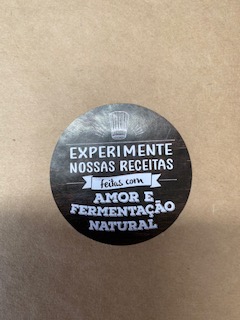 EXPERIMENTE
NOSSAS RECEITAS
feitas com
AMOR E
FERMENTAÇÃO
NATURAL